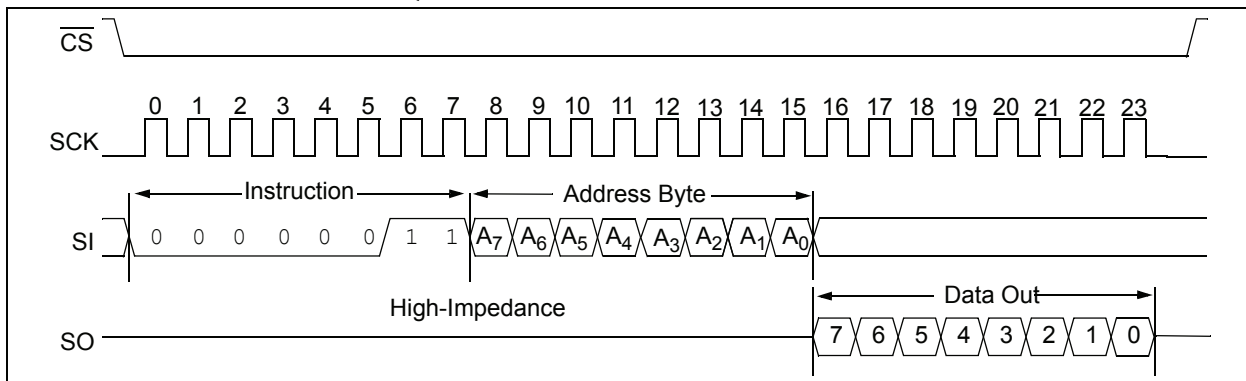 CS
0 1 2 3 4 5 6 7 8 9 10 11 12 13 14 15 16 17 18 19 20 21 22 23
SCK
Instruction Address Byte
SI 0 0 0 0 0 0 1 1 A7 A6 A5 A4 A3 A2 A1 A0
High-Impedance Data Out
SO 7 6 5 4 3 2 1 0